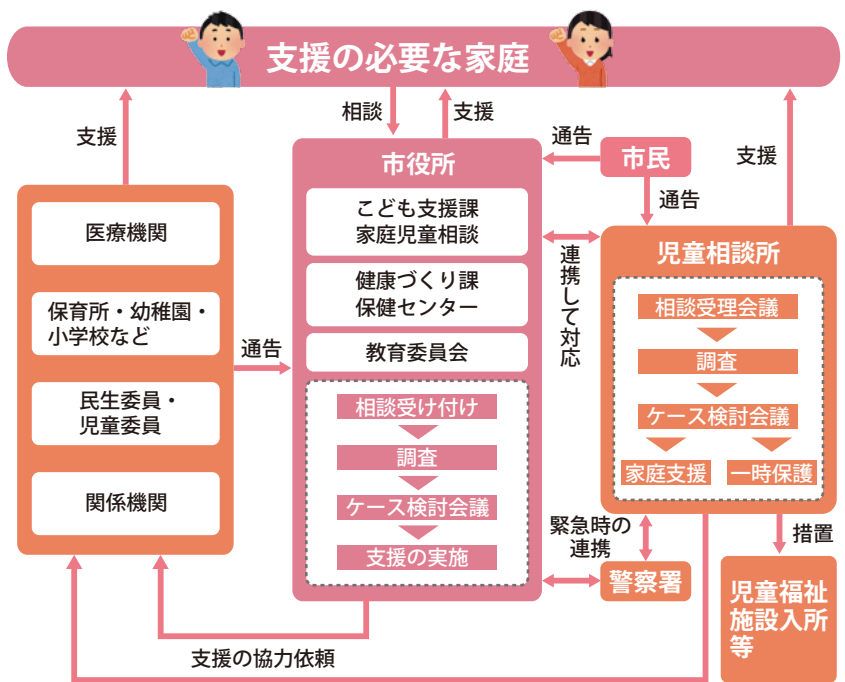 支援の必要な家庭
支援
相談
支援
通告
市民
支援
通告
医療機関
保育所・幼稚園・
小学校など
民生委員・
児童委員
関係機関
通告
市役所
こども支援課
家庭児童相談
健康づくり課
保健センター
教育委員会
相談受け付け
調査
ケース検討会議
支援の実施
連携して対応
児童相談所
相談受理会議
調査
ケース検討会議
家庭支援
一時保護
緊急時の
連携
警察署
措置
児童福祉
施設入所
等
支援の協力依頼